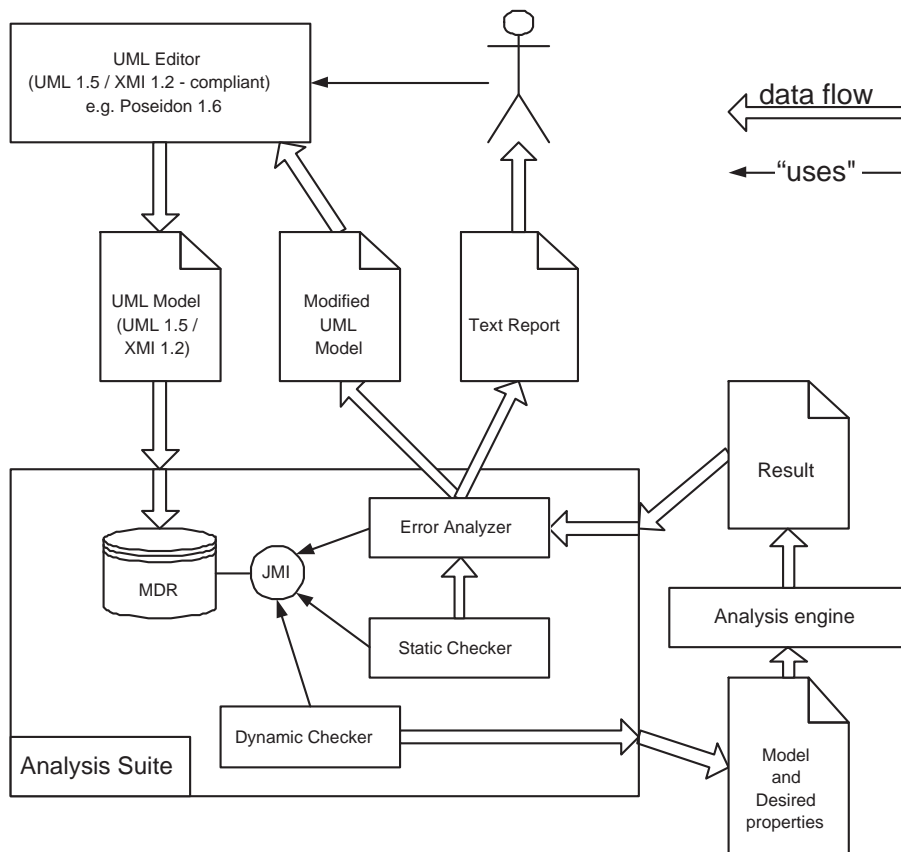 UML Editor
(UML 1.5 / XMI 1.2 - compliant)
e.g. Poseidon 1.6
data flow
“uses"
UML Model
(UML 1.5 /
XMI 1.2)
Modified
UML
Model
Text Report
Result
Error Analyzer
MDR
JMI
Static Checker
Analysis engine
Dynamic Checker
Analysis Suite
Model
and
Desired
properties